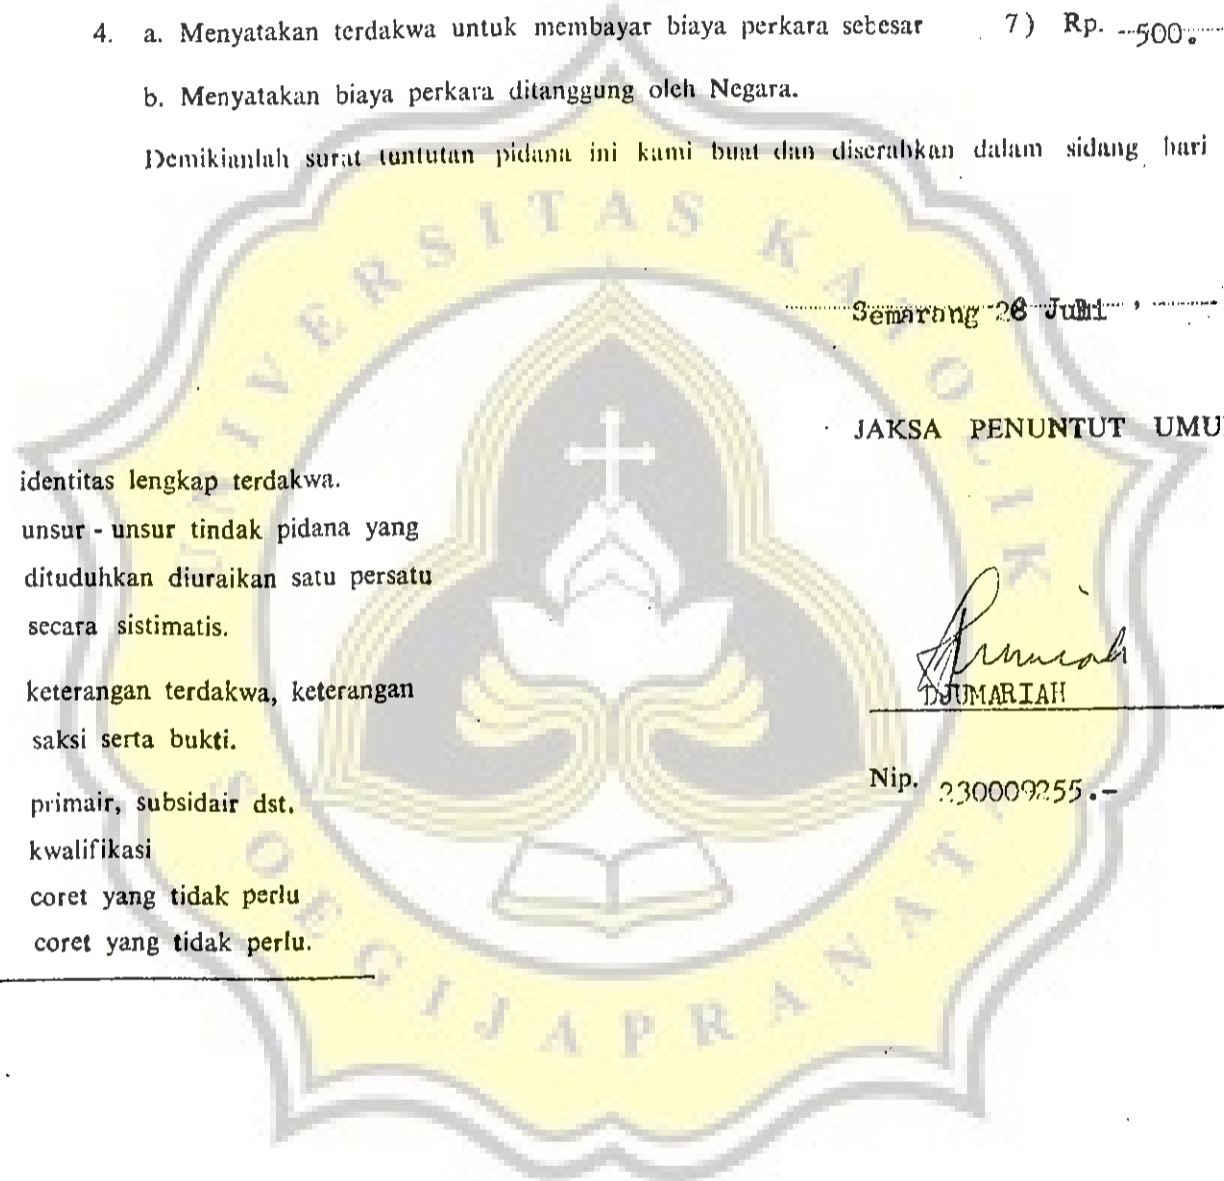 4. a. Menyatakan terdakwa untuk membayar biaya perkara sebesar 7) Rp. 500.
b. Menyatakan biaya perkara ditanggung oleh Negara.
Demikianlah surat tuntutan pidana ini kami buat dan diserahkan dalam sidang hari
Semarang 28
JAKSA PENUNTUT UMU
identitas lengkap terdakwa.
unsur - unsur tindak pidana yang
dituduhkan diuraikan satu persatu
secara sistimatis.
keterangan terdakwa, keterangan
saksi serta bukti.
primair, subsidair dst.
kwalifikasi
coret yang tidak perlu
coret yang tidak perlu.
DJUMARIAH
Nip. 230009255.-
UNIVERSITAS KATOLIK
SOEGIJAPRANATA